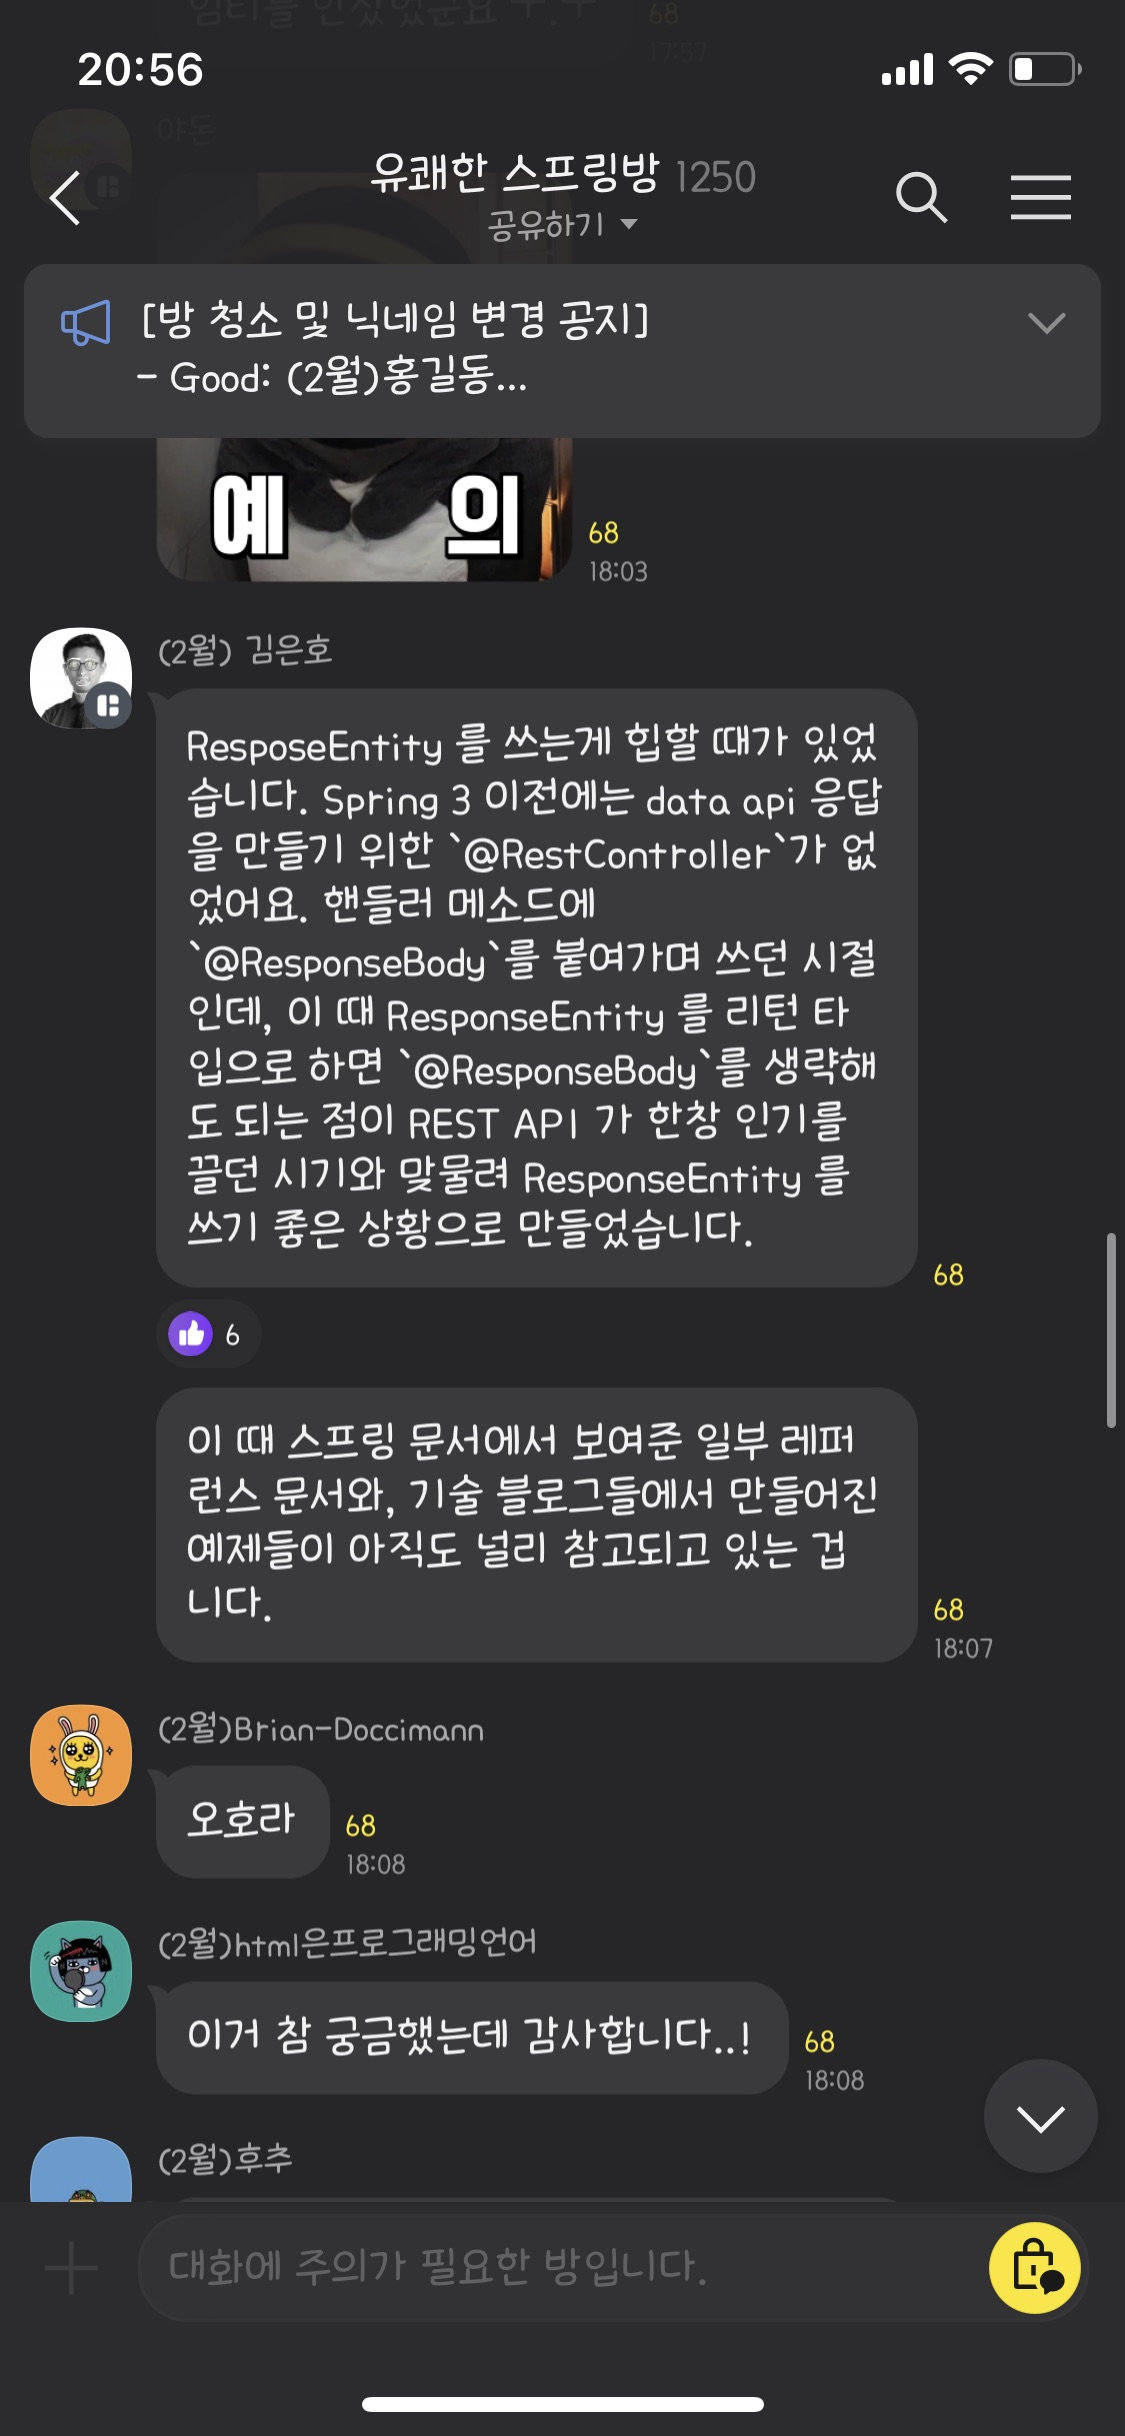 68
17:57
20:56
야돈
유쾌한 스프링방 1250
공유하기
[방 청소 및 닉네임 변경 공지]
- Good: (2월)홍길동...
예 의
68
18:03
(2월) 김은호
ResposeEntity 를 쓰는게 힙할 때가 있었
습니다. Spring 3 이전에는 data api 응답
을 만들기 위한 `@RestController`가 없
었어요. 핸들러 메소드에
`@ResponseBody`를 붙여가며 쓰던 시절
인데, 이 때 ResponseEntity 를 리턴 타
입으로 하면 `@ResponseBody`를 생략해
도 되는 점이 REST API 가 한창 인기를
끌던 시기와 맞물려 ResponseEntity 를
쓰기 좋은 상황으로 만들었습니다.
68
6
이 때 스프링 문서에서 보여준 일부 레퍼
런스 문서와, 기술 블로그들에서 만들어진
예제들이 아직도 널리 참고되고 있는 겁
니다.
68
18:07
(2월)Brian-Doccimann
오호라
68
18:08
(2월)html은프로그래밍언어
이거 참 궁금했는데 감사합니다..!
68
18:08
(2월)후추
대화에 주의가 필요한 방입니다.